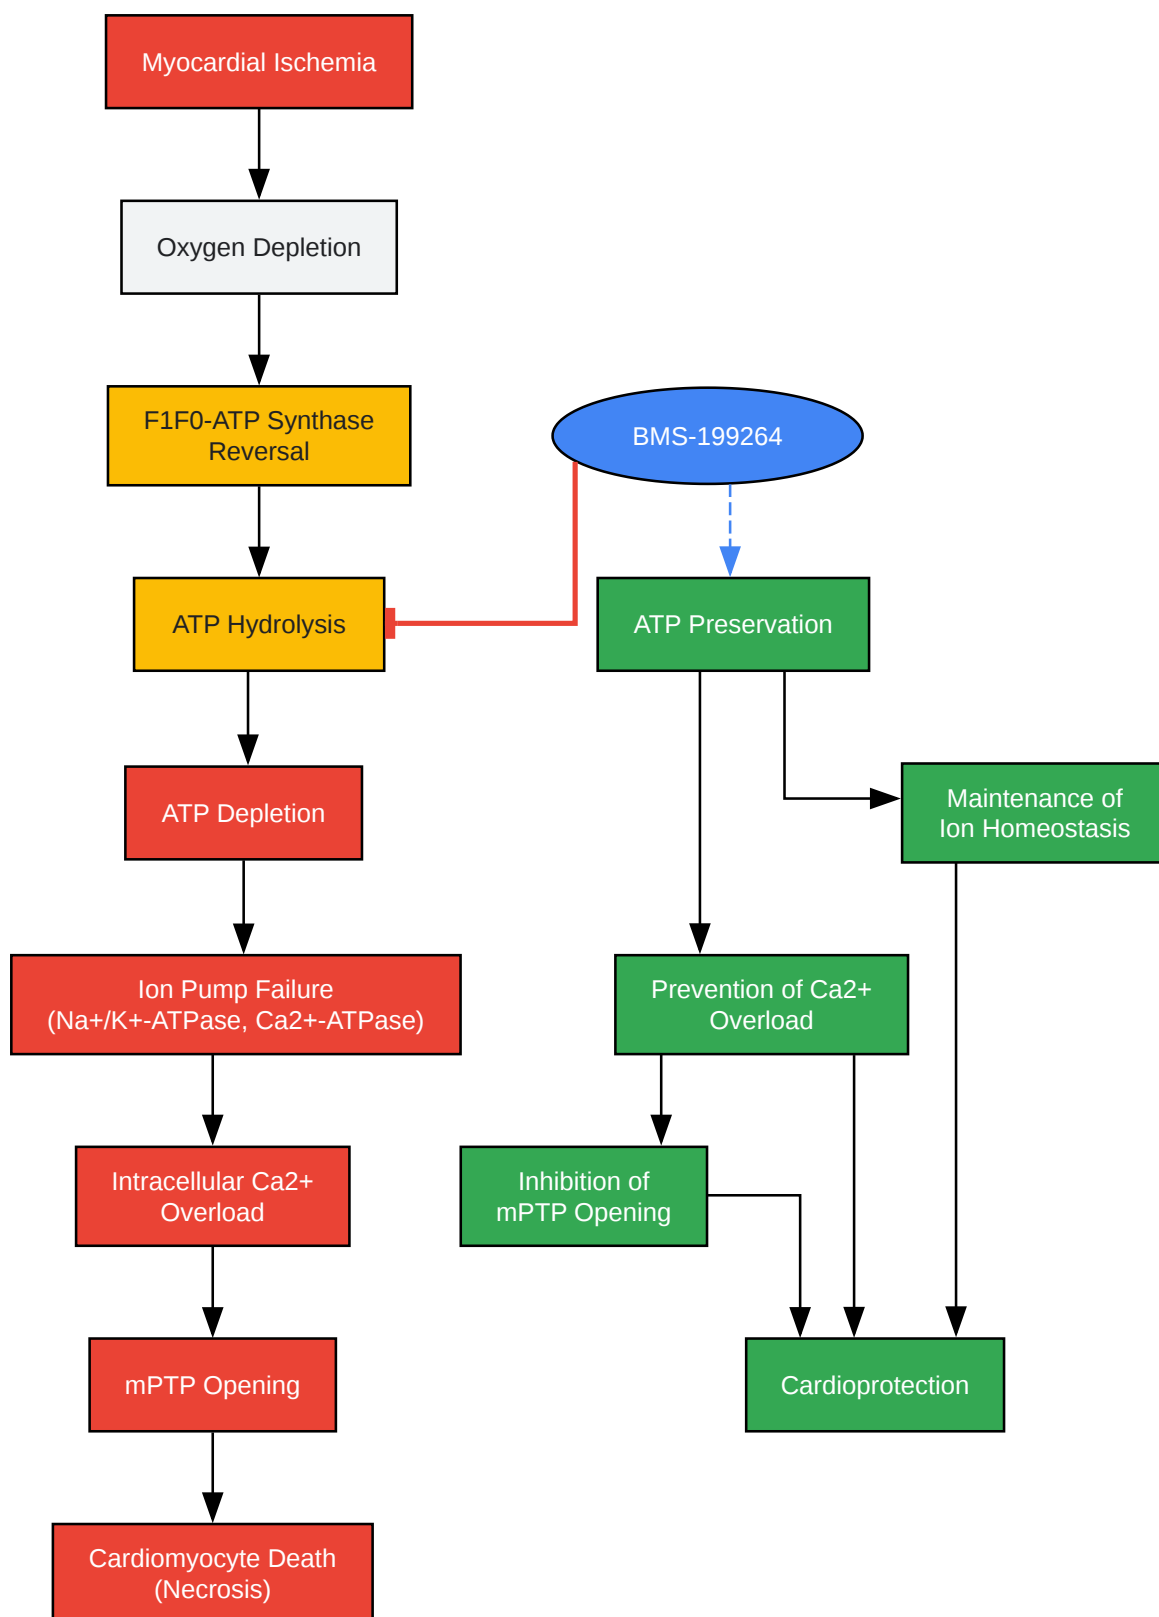 Myocardial Ischemia
Oxygen Depletion
F1F0-ATP Synthase
Reversal
BMS-199264
ATP Hydrolysis
ATP Preservation
ATP Depletion
Maintenance of
Ion Homeostasis
Ion Pump Failure
(Na+/K+-ATPase, Ca2+-ATPase)
Prevention of Ca2+
Overload
Intracellular Ca2+
Overload
Inhibition of
mPTP Opening
mPTP Opening
Cardioprotection
Cardiomyocyte Death
(Necrosis)